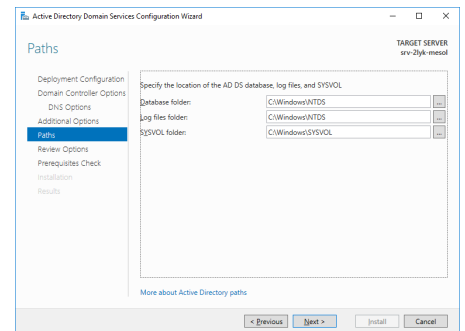 Active Directory Domain Services Configuration Wizard
Paths
TARGET SERVER
srv-2lyk-mesol
Deployment Configuration
Domain Controller Options
DNS Options
Additional Options
Paths
Review Options
Prerequisites Check
Installation
Results
Specify the location of the AD DS database, log files, and SYSVOL
Database folder: C:\Windows\NTDS ...
Log files folder: C:\Windows\NTDS ...
SYSVOL folder: C:\Windows\SYSVOL ...
More about Active Directory paths
< Previous Next > Install Cancel